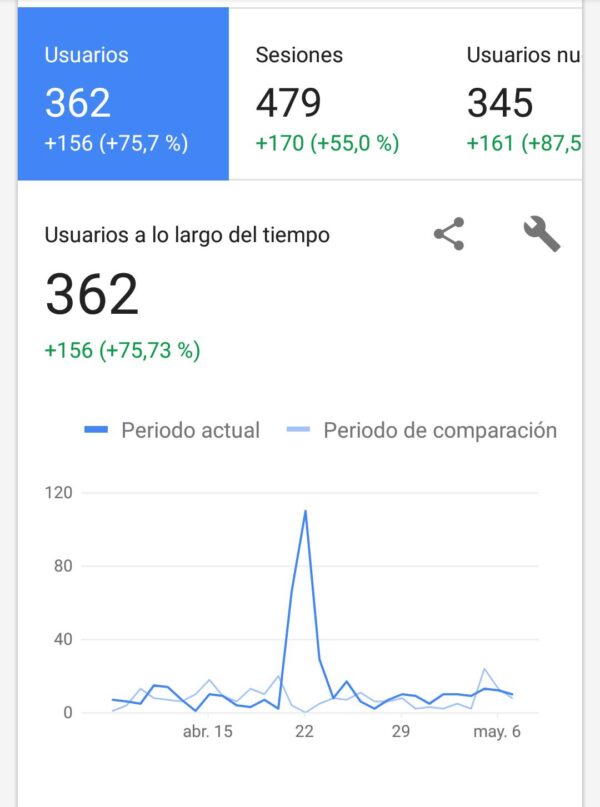 Usuarios
362
+156 (+75,7 %)
Sesiones
479
+170 (+55,0 %)
Usuarios nu
345
+161 (+87,5
Usuarios a lo largo del tiempo
362
+156 (+75,73 %)
Periodo actual
Periodo de comparación
120
80
40
0
abr. 15
22
29
may. 6